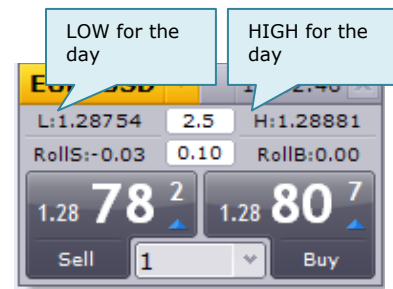 LOW for the day
HIGH for the day
L:1.28754 2.5 H:1.28881
RollS:-0.03 0.10 RollB:0.00
1.28 78 2 1.28 80 7
Sell 1 Buy